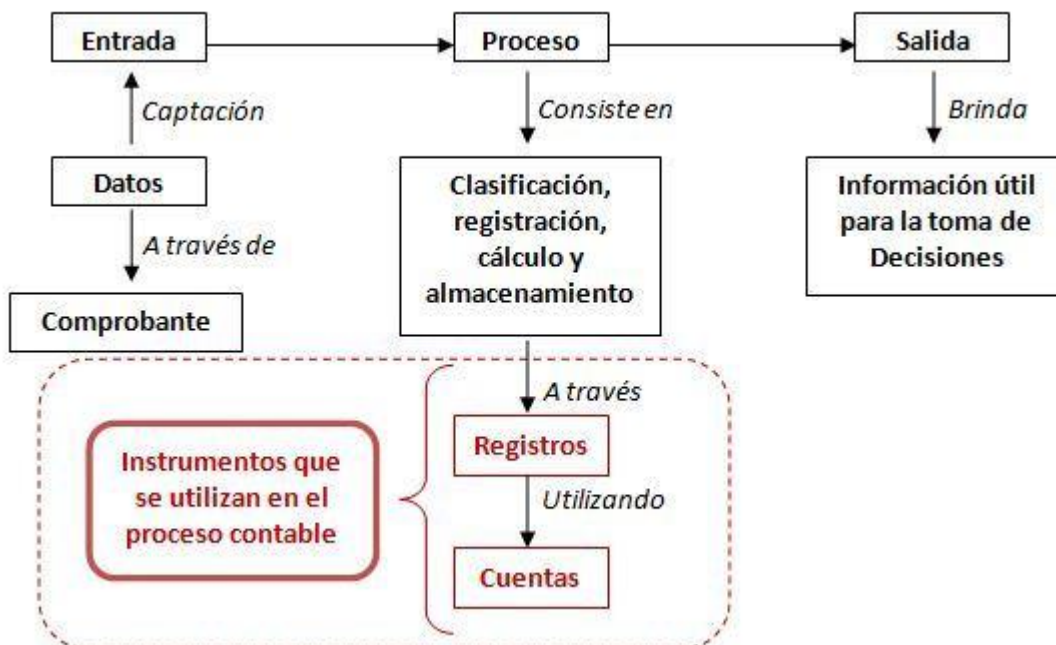 Entrada
Proceso
Salida
Captación
Consiste en
Brinda
Datos
A través de
Comprobante
Clasificación,
registración,
cálculo y
almacenamiento
Información útil
para la toma de
Decisiones
A través
Registros
Utilizando
Cuentas
Instrumentos que
se utilizan en el
proceso contable